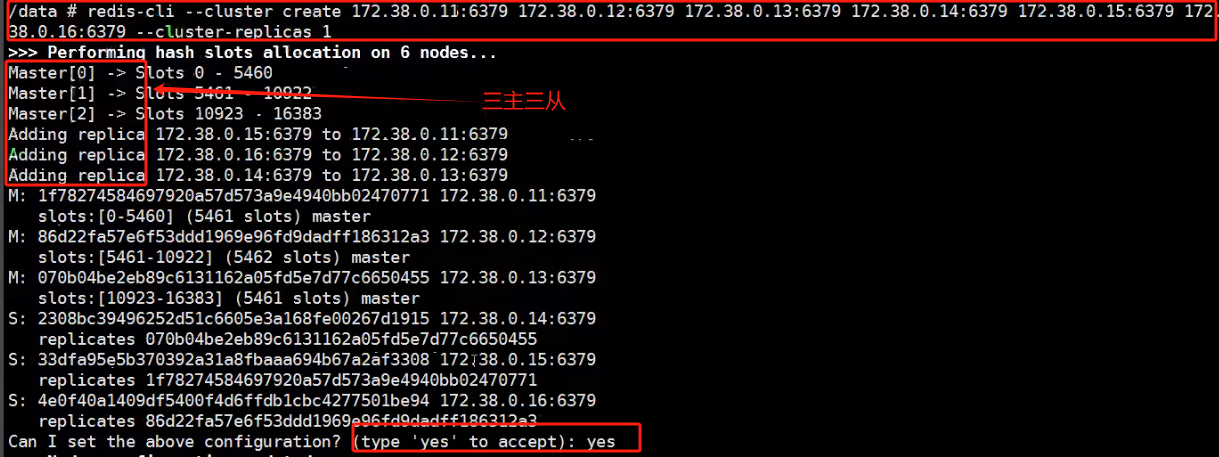 /data # redis-cli --cluster create 172.38.0.11:6379 172.38.0.12:6379 172.38.0.13:6379 172.38.0.14:6379 172.38.0.15:6379 172.
38.0.16:6379 --cluster-replicas 1
>>> Performing hash slots allocation on 6 nodes...
Master[0] -> Slots 0 - 5460
Master[1] -> Slots 5461 - 10922
三主三从
Master[2] -> Slots 10923 - 16383
Adding replica 172.38.0.15:6379 to 172.38.0.11:6379
Adding replica 172.38.0.16:6379 to 172.38.0.12:6379
Adding replica 172.38.0.14:6379 to 172.38.0.13:6379
M: 1f78274584697920a57d573a9e4940bb02470771 172.38.0.11:6379
slots:[0-5460] (5461 slots) master
M: 86d22fa57e6f53ddd1969e96fd9dadff186312a3 172.38.0.12:6379
slots:[5461-10922] (5462 slots) master
M: 070b04be2eb89c6131162a05fd5e7d77c6650455 172.38.0.13:6379
slots:[10923-16383] (5461 slots) master
S: 2308bc39496252d51c6605e3a168fe00267d1915 172.38.0.14:6379
replicates 070b04be2eb89c6131162a05fd5e7d77c6650455
S: 33dfa95e5b370392a31a8fbaaa694b67a2af3308 172.38.0.15:6379
replicates 1f78274584697920a57d573a9e4940bb02470771
S: 4e0f40a1409df5400f4d6ffdb1cbc4277501be94 172.38.0.16:6379
replicates 86d22fa57e6f53ddd1969e96fd9dadff186312a3
Can I set the above configuration? (type 'yes' to accept): yes